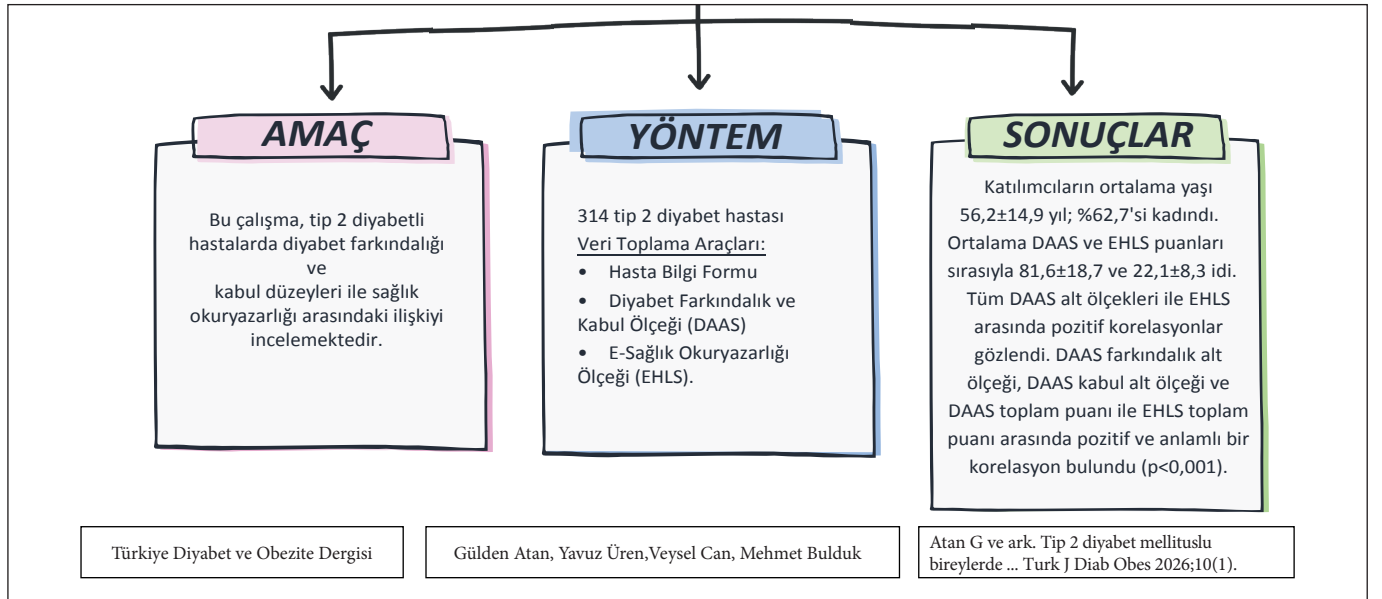 AMAÇ
Bu çalışma, tip 2 diyabetli
hastalarda diyabet farkındalığı
ve
kabul düzeyleri ile sağlık
okuryazarlığı arasındaki ilişkiyi
incelemektedir.
YÖNTEM
314 tip 2 diyabet hastası
Veri Toplama Araçları:
• Hasta Bilgi Formu
• Diyabet Farkındalık ve
Kabul Ölçeği (DAAS)
• E-Sağlık Okuryazarlığı
Ölçeği (EHLS).
SONUÇLAR
Katılımcıların ortalama yaşı
56,2±14,9 yıl; %62,7'si kadındı.
Ortalama DAAS ve EHLS puanları
sırasıyla 81,6±18,7 ve 22,1±8,3 idi.
Tüm DAAS alt ölçekleri ile EHLS
arasında pozitif korelasyonlar
gözlendi. DAAS farkındalık alt
ölçeği, DAAS kabul alt ölçeği ve
DAAS toplam puanı ile EHLS toplam
puanı arasında pozitif ve anlamlı bir
korelasyon bulundu (p<0,001).
Türkiye Diyabet ve Obezite Dergisi
Gülden Atan, Yavuz Üren,Veysel Can, Mehmet Bulduk
Atan G ve ark. Tip 2 diyabet mellituslu
bireylerde ... Turk J Diab Obes 2026;10(1).